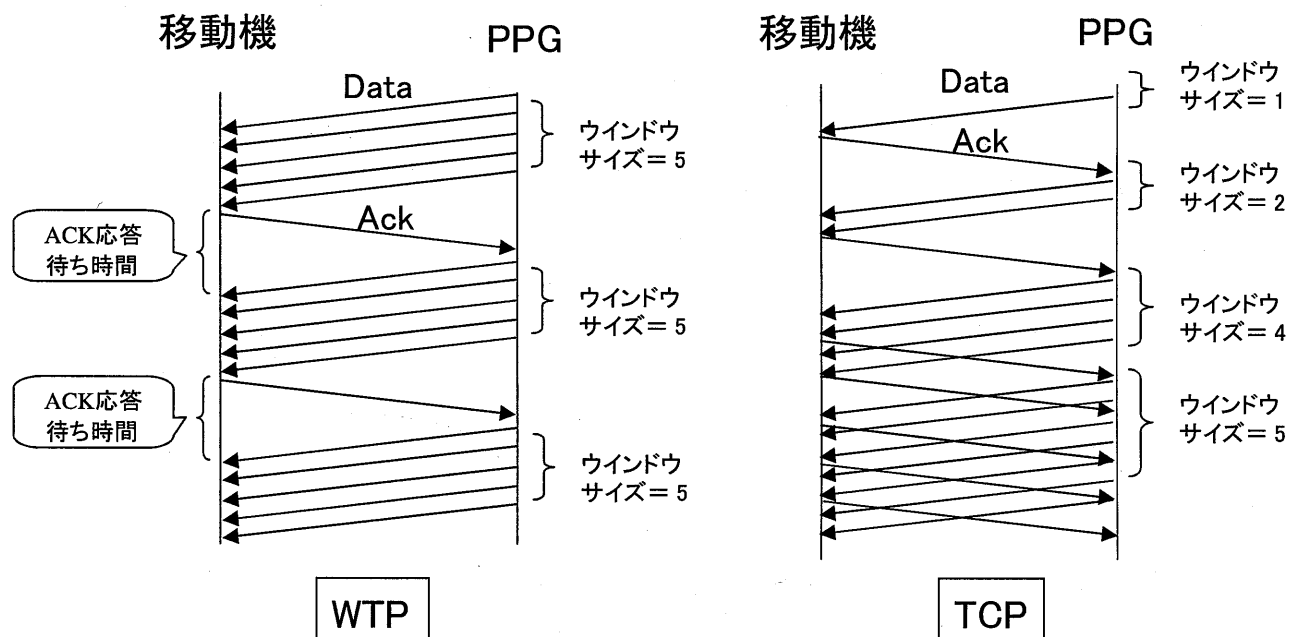 移動機
PPG
Data
ウインドウ
サイズ＝ 5
ACK応答
待ち時間
Ack
ウインドウ
サイズ＝ 5
ACK応答
待ち時間
ウインドウ
サイズ＝ 5
WTP
移動機
PPG
Data
ウインドウ
サイズ＝ 1
Ack
ウインドウ
サイズ＝ 2
ウインドウ
サイズ＝ 4
ウインドウ
サイズ＝ 5
TCP